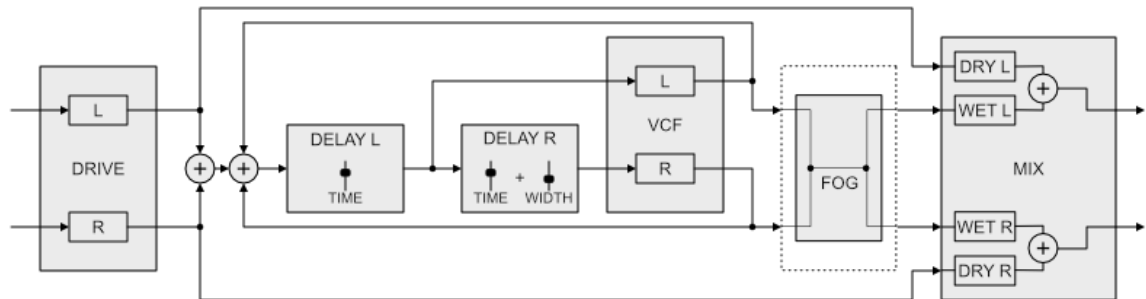 DRIVE
L
R
+
+
DELAY L
TIME
DELAY R
TIME + WIDTH
VCF
L
R
FOG
MIX
DRY L
WET L
+
WET R
DRY R
+